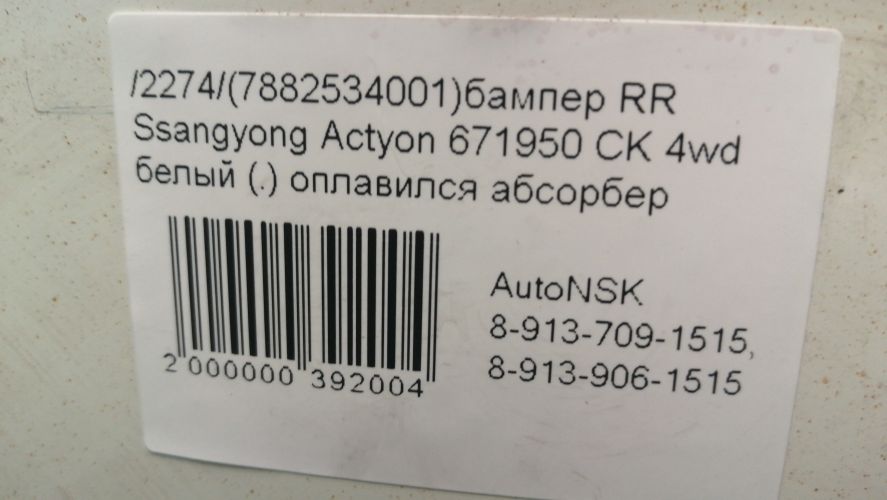 /2274/(7882534001)бампер RR
Ssangyong Actyon 671950 CK 4wd
белый (.) оплавился абсорбер
AutoNSK
8-913-709-1515,
8-913-906-1515
2 000000 392004